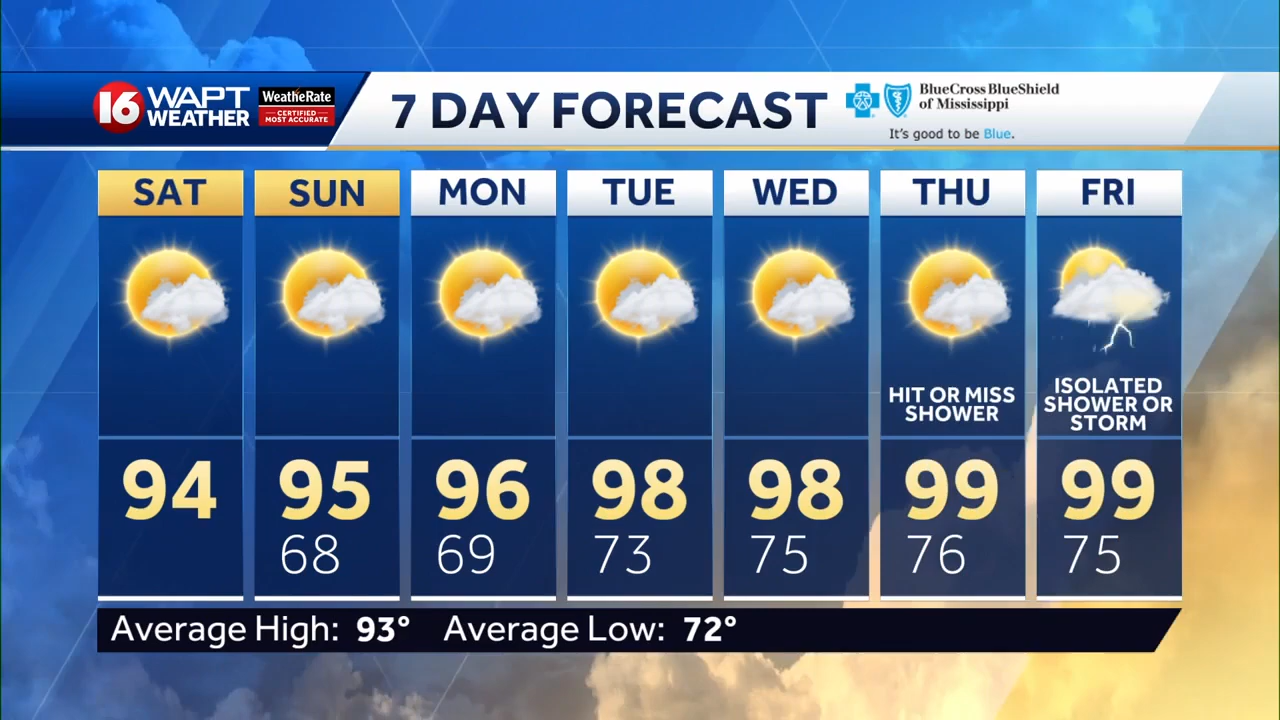 16 WAPT WEATHER
WeatheRate
CERTIFIED
MOST ACCURATE
7 DAY FORECAST
BlueCross BlueShield
of Mississippi
It's good to be Blue.
SAT SUN MON TUE WED THU FRI
HIT OR MISS
SHOWER
ISOLATED
SHOWER OR
STORM
94 95 96 98 98 99 99
68 69 73 75 76 75
Average High: 93° Average Low: 72°